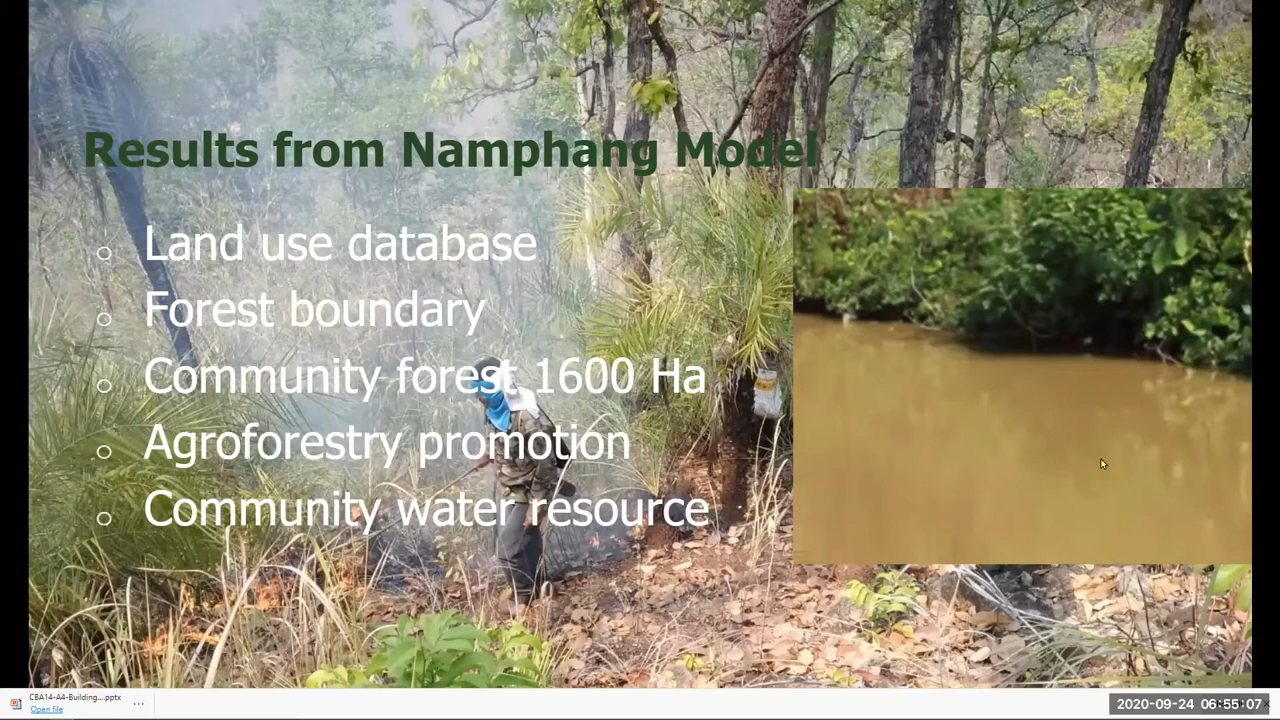 Results from Namphang Model
Land use database
Forest boundary
Community forest 1600 Ha
Agroforestry promotion
Community water resource
CBA14-A4-Building....pptx
Open file
2020-09-24 06:55:07